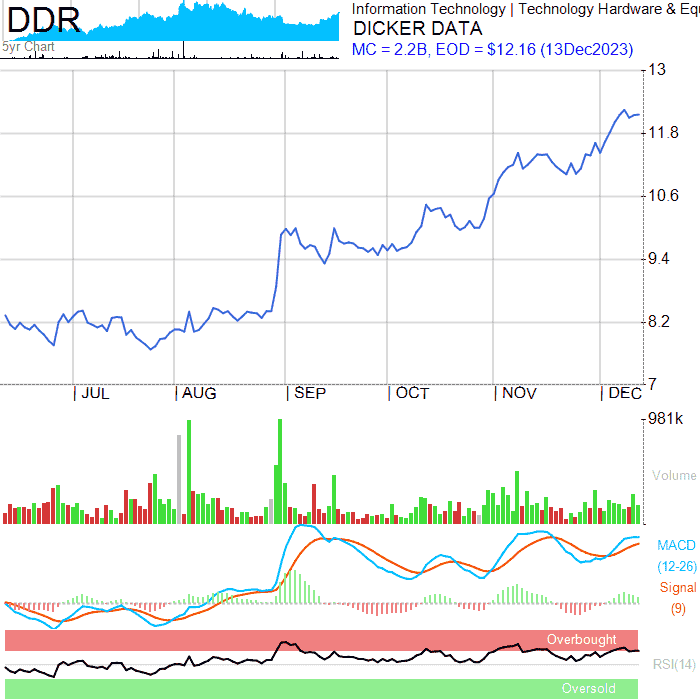 DDR
5yr Chart
Information Technology | Technology Hardware & Equ
DICKER DATA
MC = 2.2B, EOD = $12.16 (13Dec2023)
13
11.8
10.6
9.4
8.2
7
| JUL | AUG | SEP | OCT | NOV | DEC
981k
Volume
MACD
(12-26)
Signal
(9)
Overbought
RSI(14)
Oversold